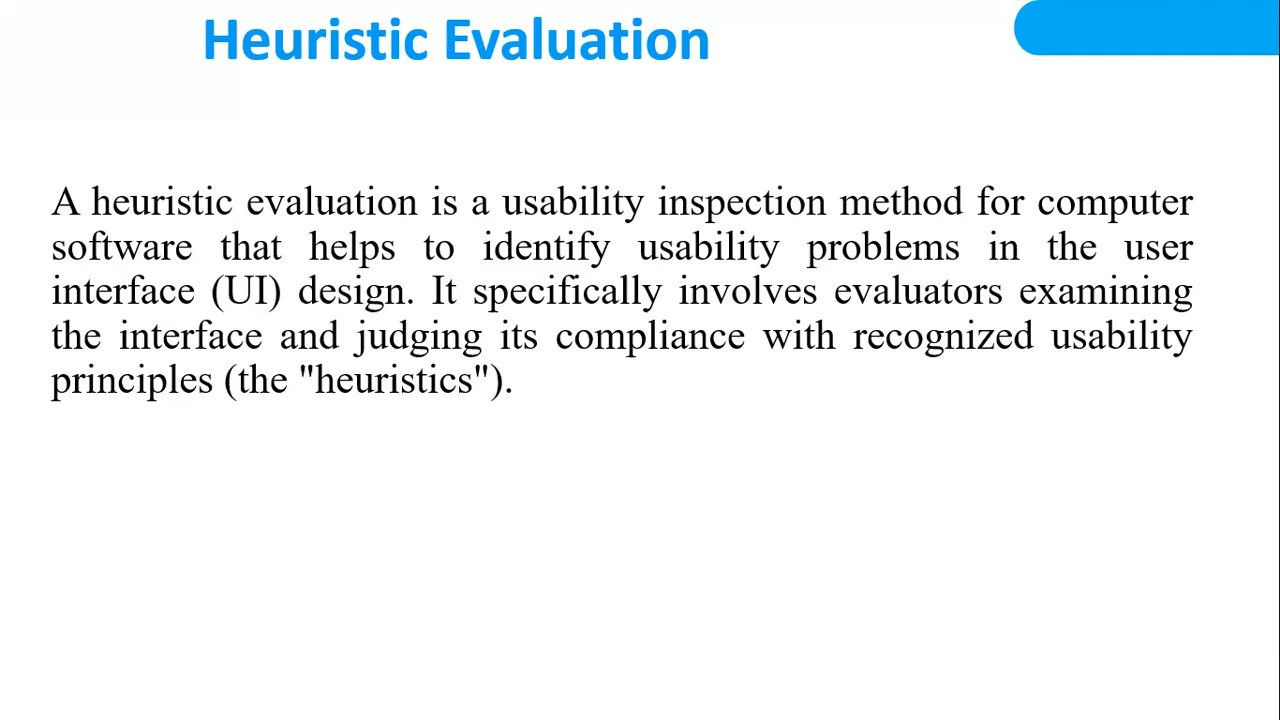 Heuristic Evaluation
A heuristic evaluation is a usability inspection method for computer
software that helps to identify usability problems in the user
interface (UI) design. It specifically involves evaluators examining
the interface and judging its compliance with recognized usability
principles (the "heuristics").